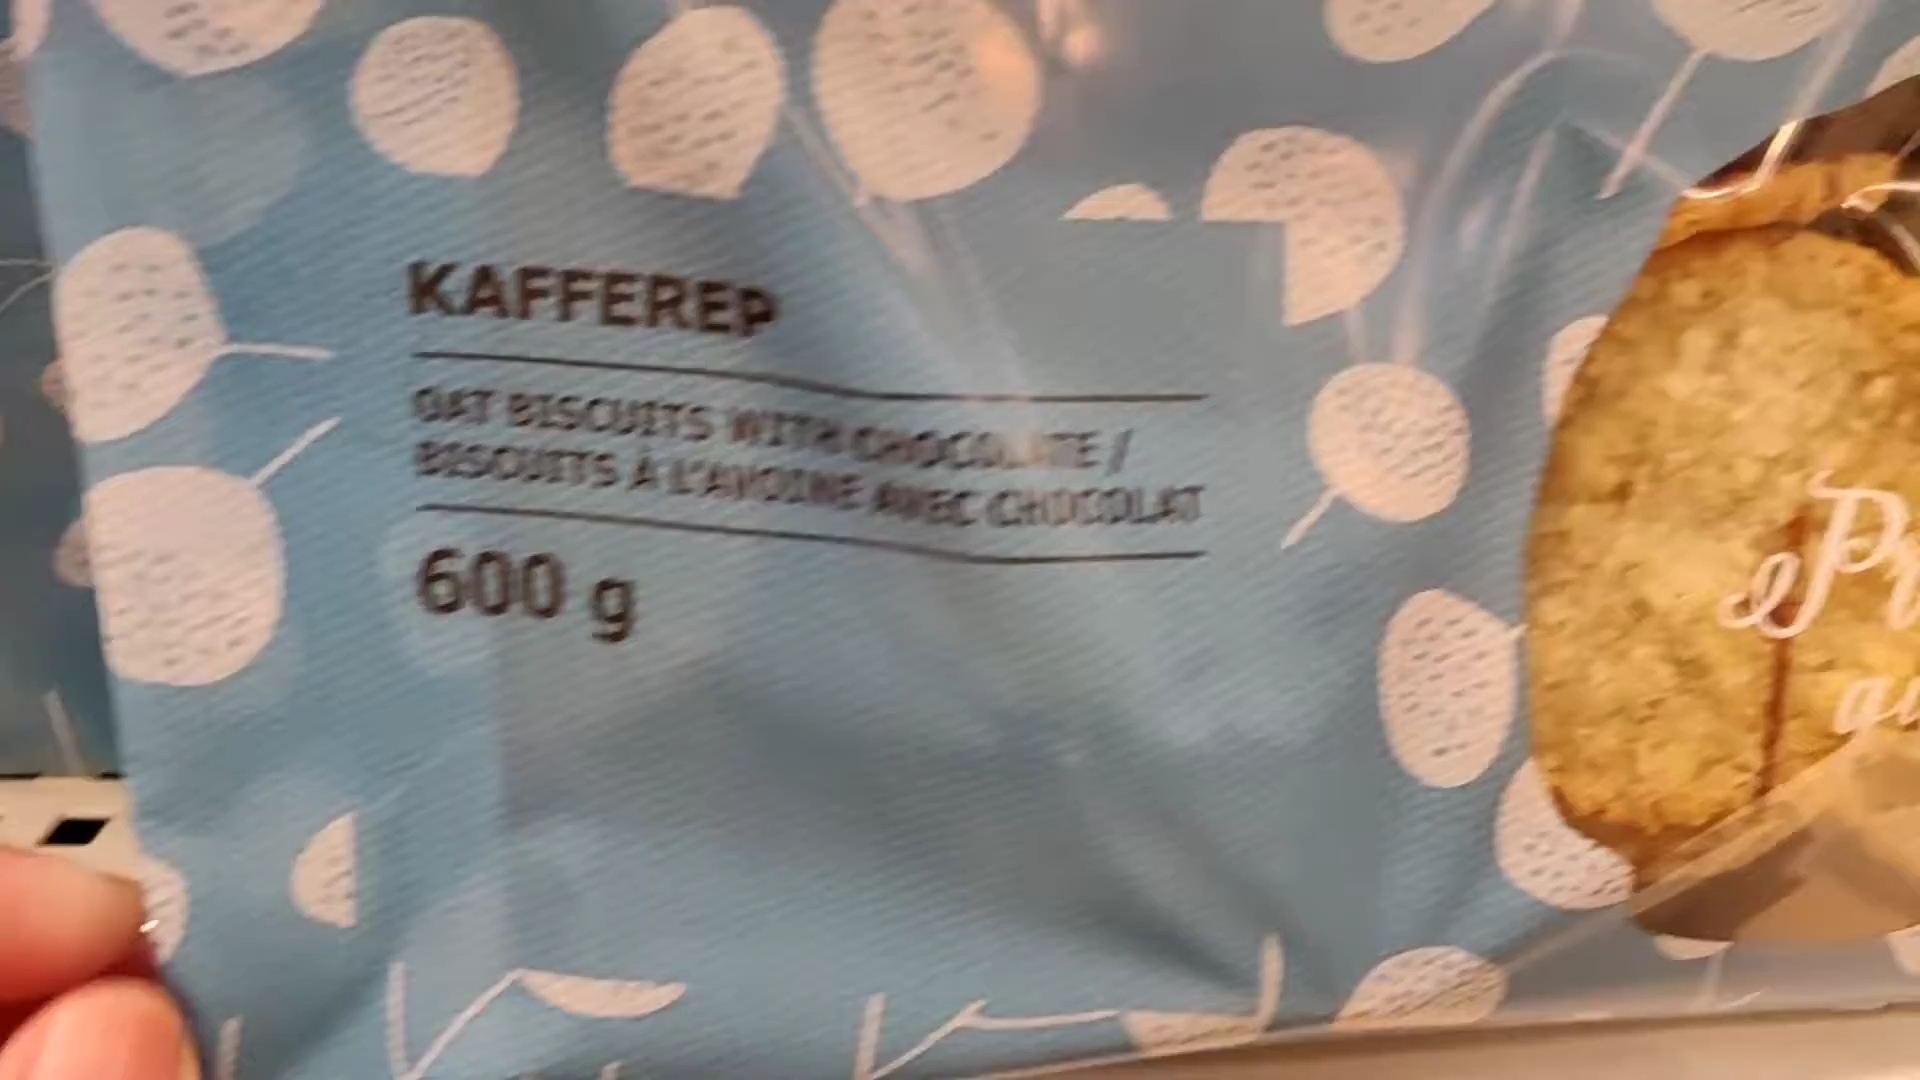 KAFFEREP
OAT BISCUITS WITH CHOCOLATE /
BISCUITS À L'AVOINE AVEC CHOCOLAT
600 g